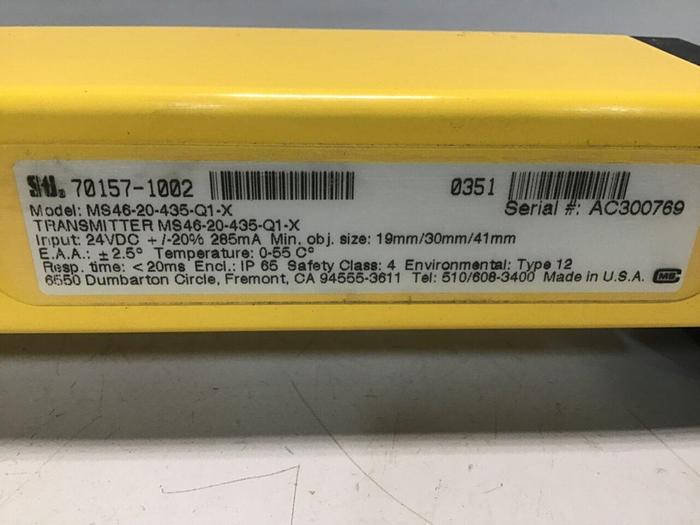 STI 70157-1002 0351
Serial #: AC300769
Model: MS46-20-435-Q1-X
TRANSMITTER MS46-20-435-Q1-X
Input: 24VDC +/-20% 285mA Min. obj. size: 19mm/30mm/41mm
E.A.A.: ±2.5° Temperature: 0-55 C°
Resp. time: <20ms Encl.: IP 65 Safety Class: 4 Environmental: Type 12
6550 Dumbarton Circle, Fremont, CA 94555-3611 Tel: 510/608-3400 Made in U.S.A. CMS